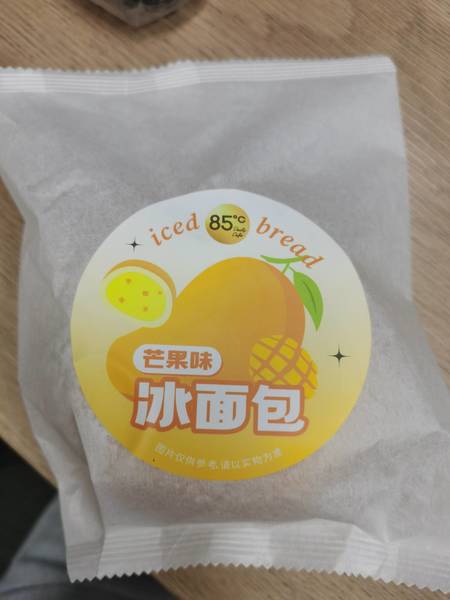 iced 85℃ bread
芒果味
冰面包
图片仅供参考,请以实物为准